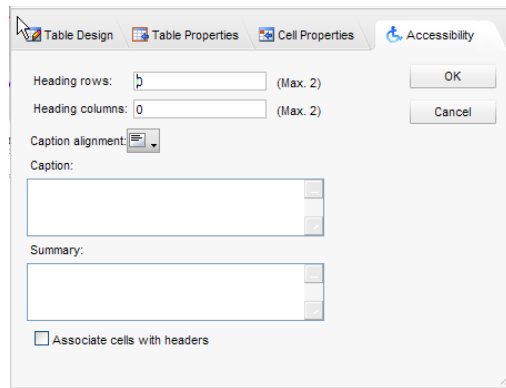 Table Design Table Properties Cell Properties Accessibility
Heading rows: 0 (Max. 2) OK
Heading columns: 0 (Max. 2) Cancel
Caption alignment:
Caption:
Summary:
Associate cells with headers